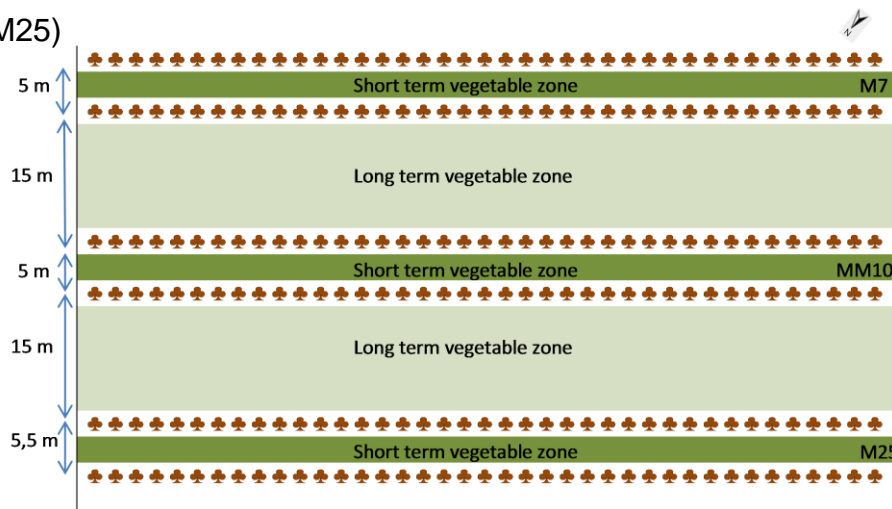 M25)
N
5 m
Short term vegetable zone
M7
15 m
Long term vegetable zone
5 m
Short term vegetable zone
MM10
15 m
Long term vegetable zone
5,5 m
Short term vegetable zone
M25